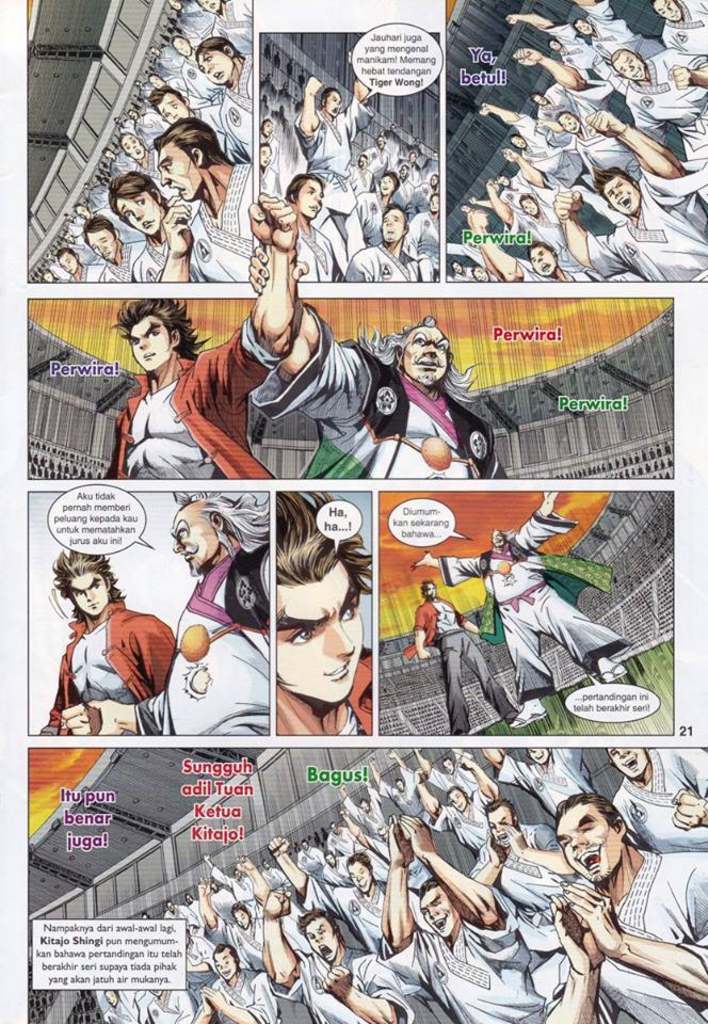 Jauhari juga
yang mengenal
manikam! Memang
hebat tendangan
Tiger Wong!
Ya,
betul!
Perwira!
Perwira!
Perwira!
Perwira!
Aku tidak
pernah memberi
peluang kepada kau
untuk mematahkan
jurus aku ini!
Ha,
ha...!
Diumum-
kan sekarang
bahawa...
...pertandingan ini
telah berakhir seri!
21
Itu pun
benar
juga!
Sungguh
adil Tuan
Ketua
Kitajo!
Bagus!
Nampaknya dari awal-awal lagi,
Kitajo Shingi pun mengumum-
kan bahawa pertandingan itu telah
berakhir seri supaya tiada pihak
yang akan jatuh air mukanya.